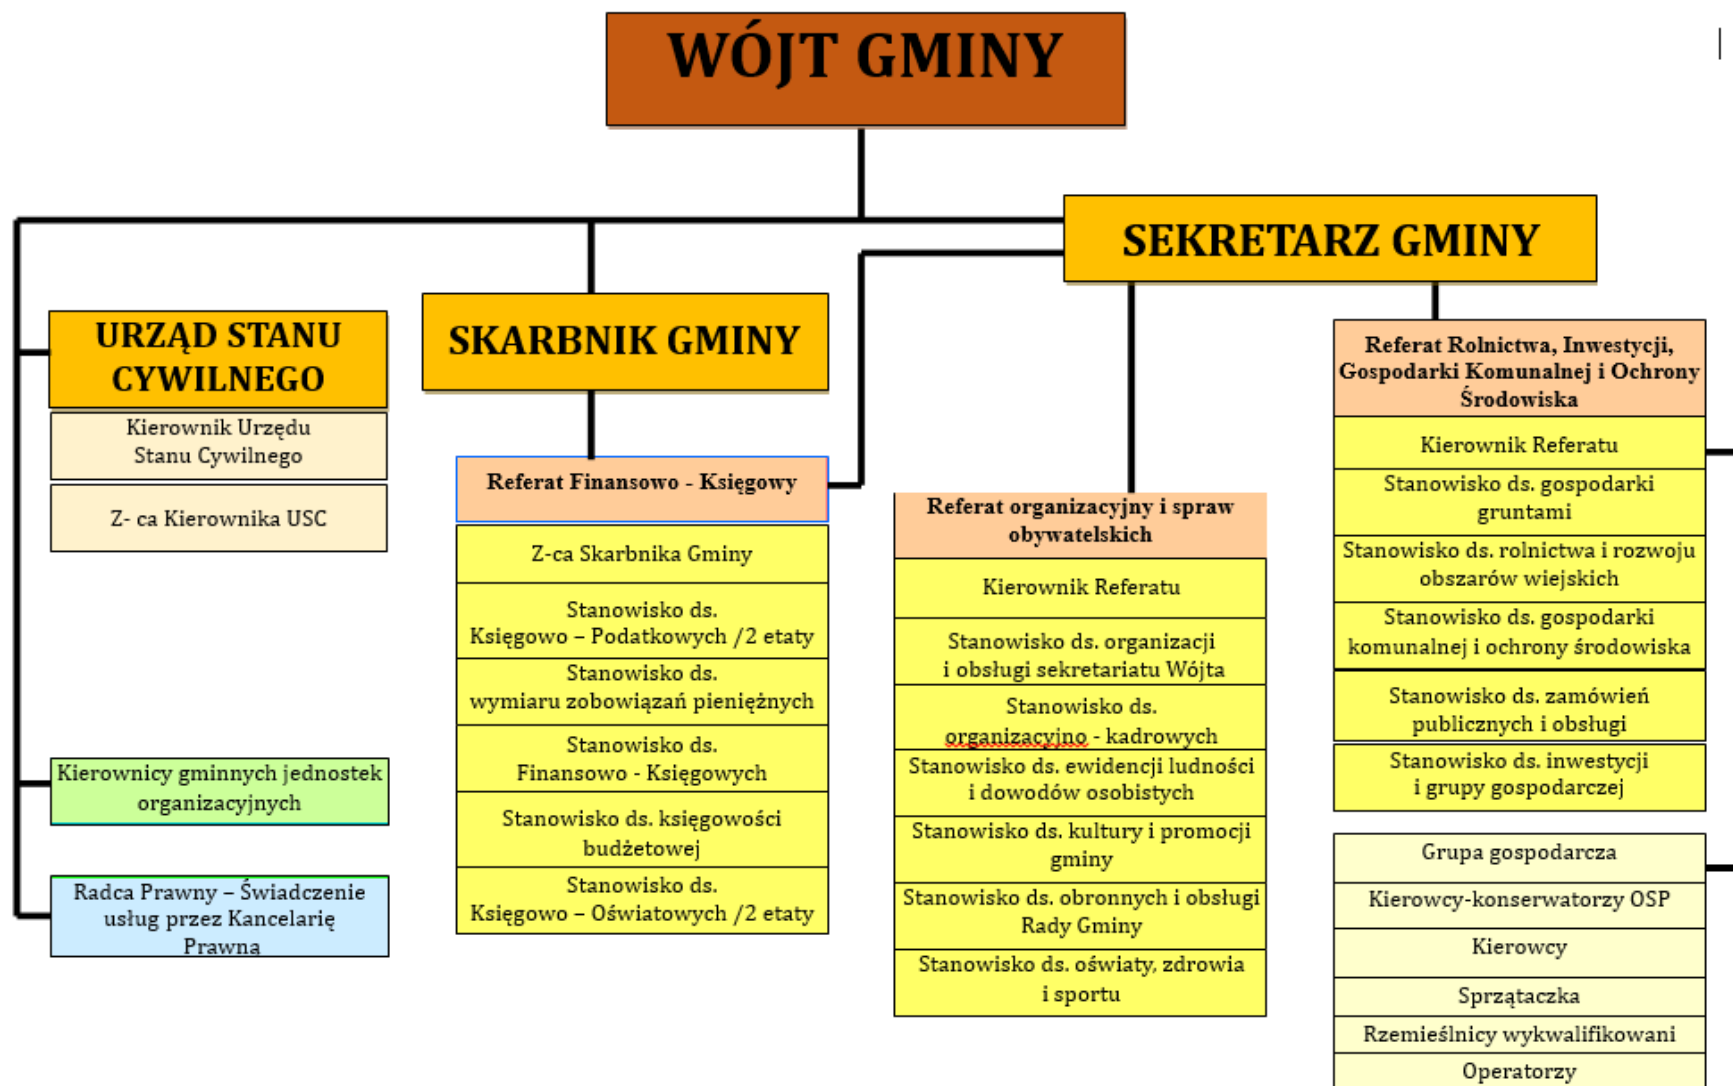 WÓJT GMINY
SEKRETARZ GMINY
URZĄD STANU
CYWILNEGO
Kierownik Urzędu
Stanu Cywilnego
Z- ca Kierownika USC
Kierownicy gminnych jednostek
organizacyjnych
Radca Prawny – Świadczenie
usług przez Kancelarię
Prawną
SKARBNIK GMINY
Referat Finansowo - Księgowy
Z-ca Skarbnika Gminy
Stanowisko ds.
Księgowo – Podatkowych /2 etaty
Stanowisko ds.
wymiaru zobowiązań pieniężnych
Stanowisko ds.
Finansowo - Księgowych
Stanowisko ds. księgowości
budżetowej
Stanowisko ds.
Księgowo – Oświatowych /2 etaty
Referat organizacyjny i spraw
obywatelskich
Kierownik Referatu
Stanowisko ds. organizacji
i obsługi sekretariatu Wójta
Stanowisko ds.
organizacyjno - kadrowych
Stanowisko ds. ewidencji ludności
i dowodów osobistych
Stanowisko ds. kultury i promocji
gminy
Stanowisko ds. obronnych i obsługi
Rady Gminy
Stanowisko ds. oświaty, zdrowia
i sportu
Referat Rolnictwa, Inwestycji,
Gospodarki Komunalnej i Ochrony
Środowiska
Kierownik Referatu
Stanowisko ds. gospodarki
gruntami
Stanowisko ds. rolnictwa i rozwoju
obszarów wiejskich
Stanowisko ds. gospodarki
komunalnej i ochrony środowiska
Stanowisko ds. zamówień
publicznych i obsługi
Stanowisko ds. inwestycji
i grupy gospodarczej
Grupa gospodarcza
Kierowcy-konserwatorzy OSP
Kierowcy
Sprzątaczka
Rzemieślnicy wykwalifikowani
Operatorzy